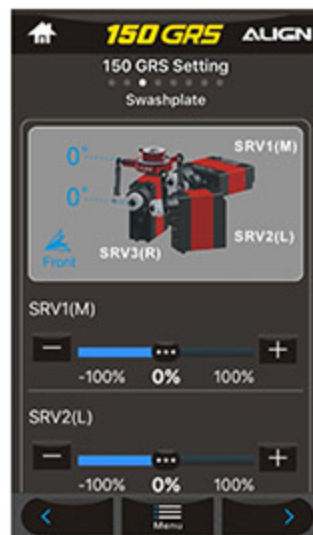 150 GRS ALIGN
150 GRS Setting
Swashplate
SRV1(M)
0°
0°
SRV2(L)
SRV3(R)
Front
SRV1(M)
-100% 0% 100%
SRV2(L)
-100% 0% 100%
Menu